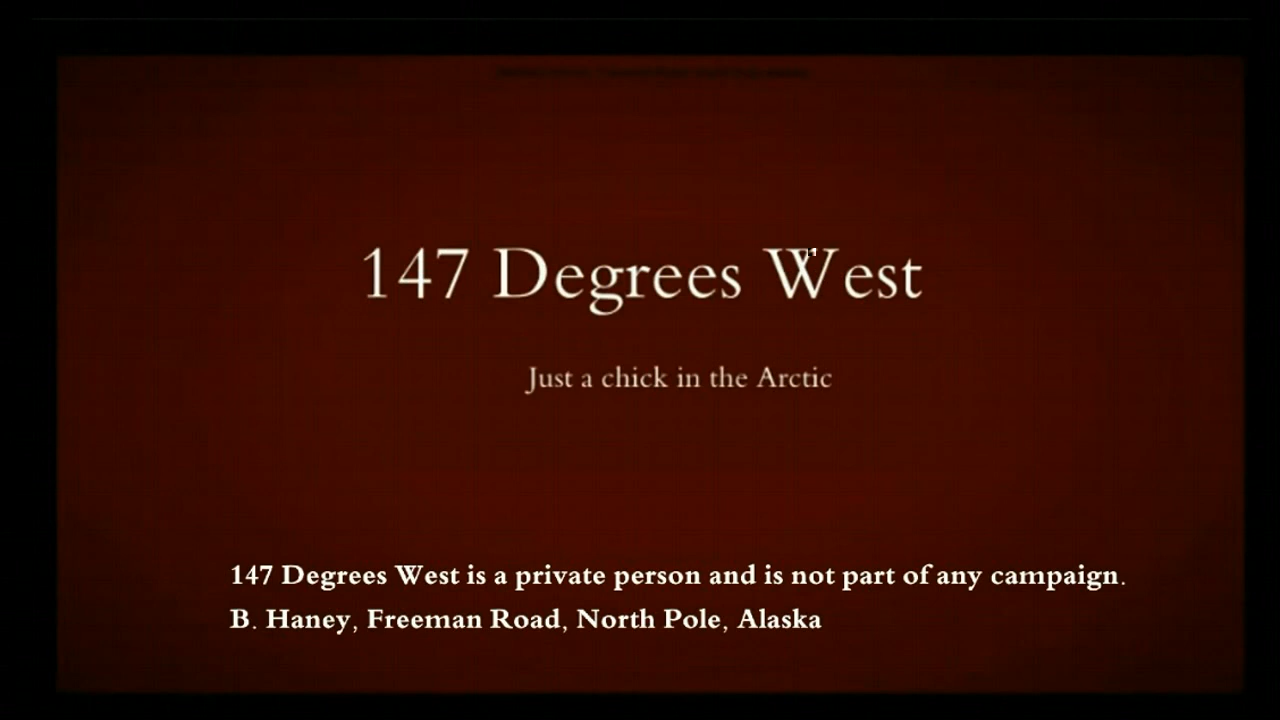 147 Degrees West
Just a chick in the Arctic
147 Degrees West is a private person and is not part of any campaign.
B. Haney, Freeman Road, North Pole, Alaska